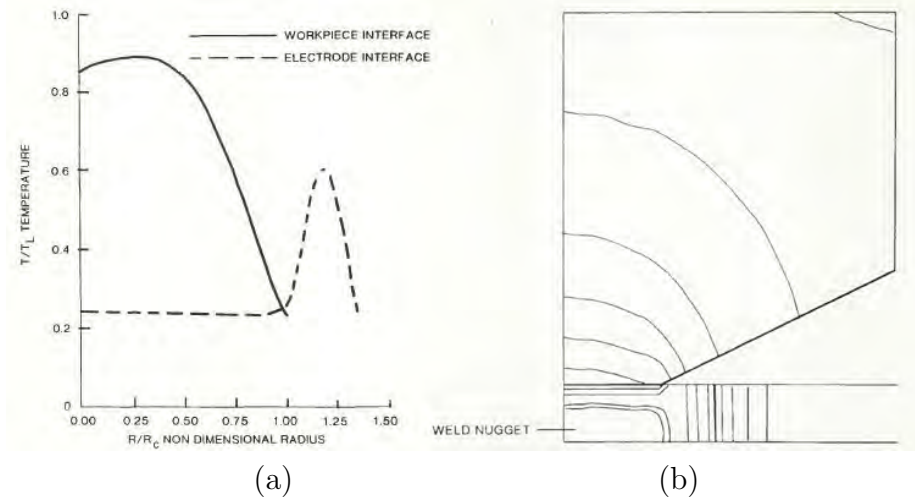 1.0
WORKPIECE INTERFACE
ELECTRODE INTERFACE
0.8
0.6
T/T_L TEMPERATURE
0.4
0.2
0
0.00 0.25 0.50 0.75 1.00 1.25 1.50
R/R_C NON DIMENSIONAL RADIUS
WELD NUGGET
(a) (b)